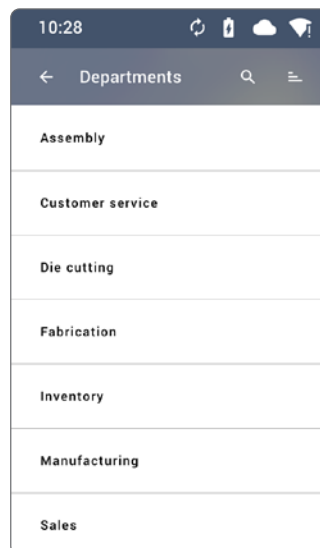 10:28
Departments
Assembly
Customer service
Die cutting
Fabrication
Inventory
Manufacturing
Sales